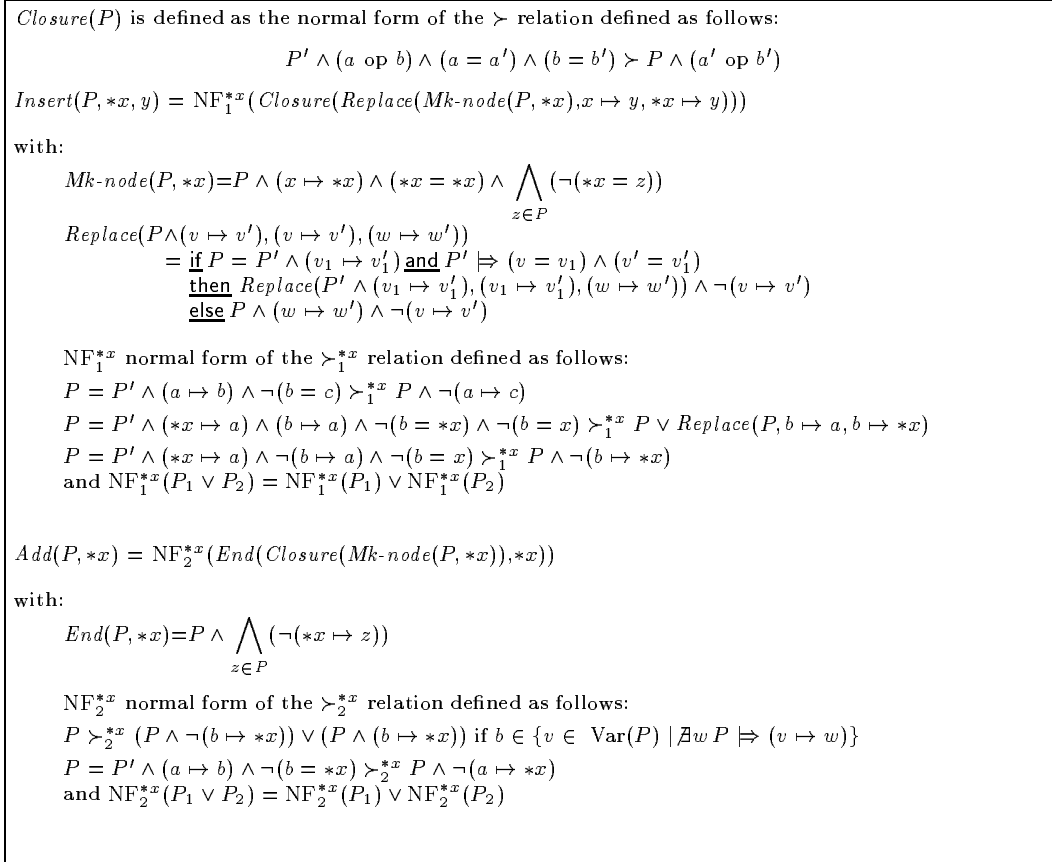 Closure(P) is defined as the normal form of the ≻ relation defined as follows:
P′ ∧ (a op b) ∧ (a = a′) ∧ (b = b′) ≻ P ∧ (a′ op b′)
Insert(P, ∗x, y) = NF₁^{∗x}(Closure(Replace(Mk-node(P, ∗x),x ↦ y, ∗x ↦ y)))
with:
Mk-node(P, ∗x)=P ∧ (x ↦ ∗x) ∧ (∗x = ∗x) ∧ ⋀_{z∈P} (¬(∗x = z))
Replace(P∧(v ↦ v′), (v ↦ v′), (w ↦ w′))
= if P = P′ ∧ (v₁ ↦ v′₁) and P′ |⇒ (v = v₁) ∧ (v′ = v′₁)
then Replace(P′ ∧ (v₁ ↦ v′₁), (v₁ ↦ v′₁), (w ↦ w′)) ∧ ¬(v ↦ v′)
else P ∧ (w ↦ w′) ∧ ¬(v ↦ v′)
NF₁^{∗x} normal form of the ≻₁^{∗x} relation defined as follows:
P = P′ ∧ (a ↦ b) ∧ ¬(b = c) ≻₁^{∗x} P ∧ ¬(a ↦ c)
P = P′ ∧ (∗x ↦ a) ∧ (b ↦ a) ∧ ¬(b = ∗x) ∧ ¬(b = x) ≻₁^{∗x} P ∨ Replace(P, b ↦ a, b ↦ ∗x)
P = P′ ∧ (∗x ↦ a) ∧ ¬(b ↦ a) ∧ ¬(b = x) ≻₁^{∗x} P ∧ ¬(b ↦ ∗x)
and NF₁^{∗x}(P₁ ∨ P₂) = NF₁^{∗x}(P₁) ∨ NF₁^{∗x}(P₂)
Add(P, ∗x) = NF₂^{∗x}(End(Closure(Mk-node(P, ∗x)),∗x))
with:
End(P, ∗x)=P ∧ ⋀_{z∈P} (¬(∗x ↦ z))
NF₂^{∗x} normal form of the ≻₂^{∗x} relation defined as follows:
P ≻₂^{∗x} (P ∧ ¬(b ↦ ∗x)) ∨ (P ∧ (b ↦ ∗x)) if b ∈ {v ∈ Var(P) | ∄w P |⇒ (v ↦ w)}
P = P′ ∧ (a ↦ b) ∧ ¬(b = ∗x) ≻₂^{∗x} P ∧ ¬(a ↦ ∗x)
and NF₂^{∗x}(P₁ ∨ P₂) = NF₂^{∗x}(P₁) ∨ NF₂^{∗x}(P₂)